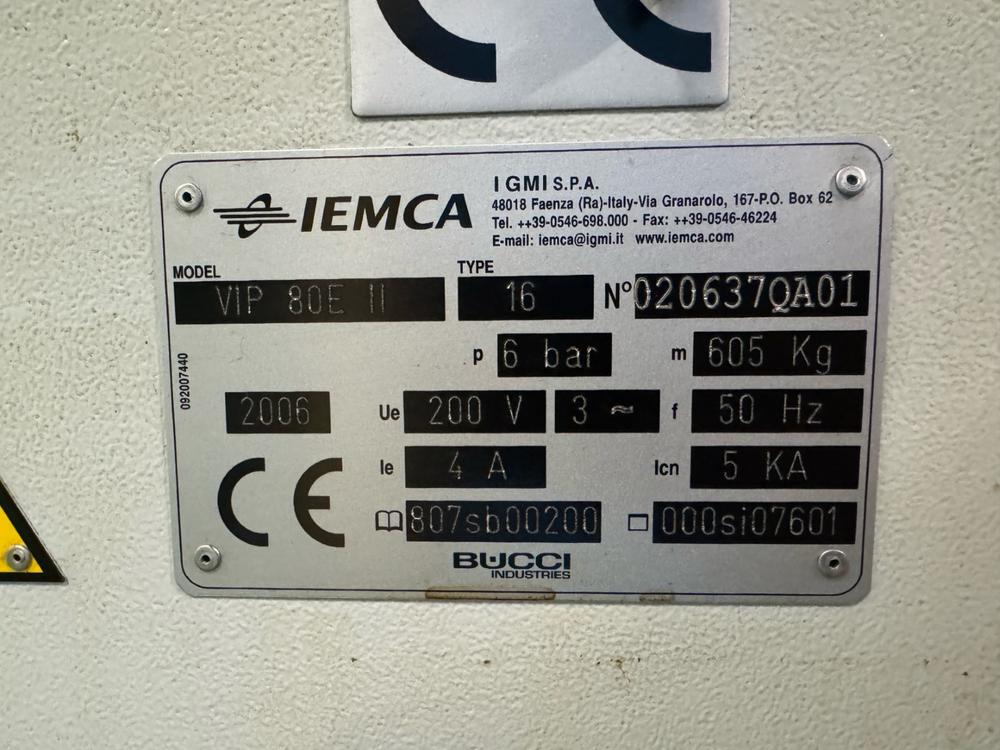 CE
IEMCA
I GMI S.P.A.
48018 Faenza (Ra)-Italy-Via Granarolo, 167-P.O. Box 62
Tel. ++39-0546-698.000 - Fax: ++39-0546-46224
E-mail: iemca@igmi.it www.iemca.com
MODEL TYPE
VIP 80E II 16 N° 020637QA01
p 6 bar m 605 Kg
092007440
2006 Ue 200 V 3 ~ f 50 Hz
Ie 4 A Icn 5 KA
CE
807sb00200 000si07601
BUCCI
INDUSTRIES